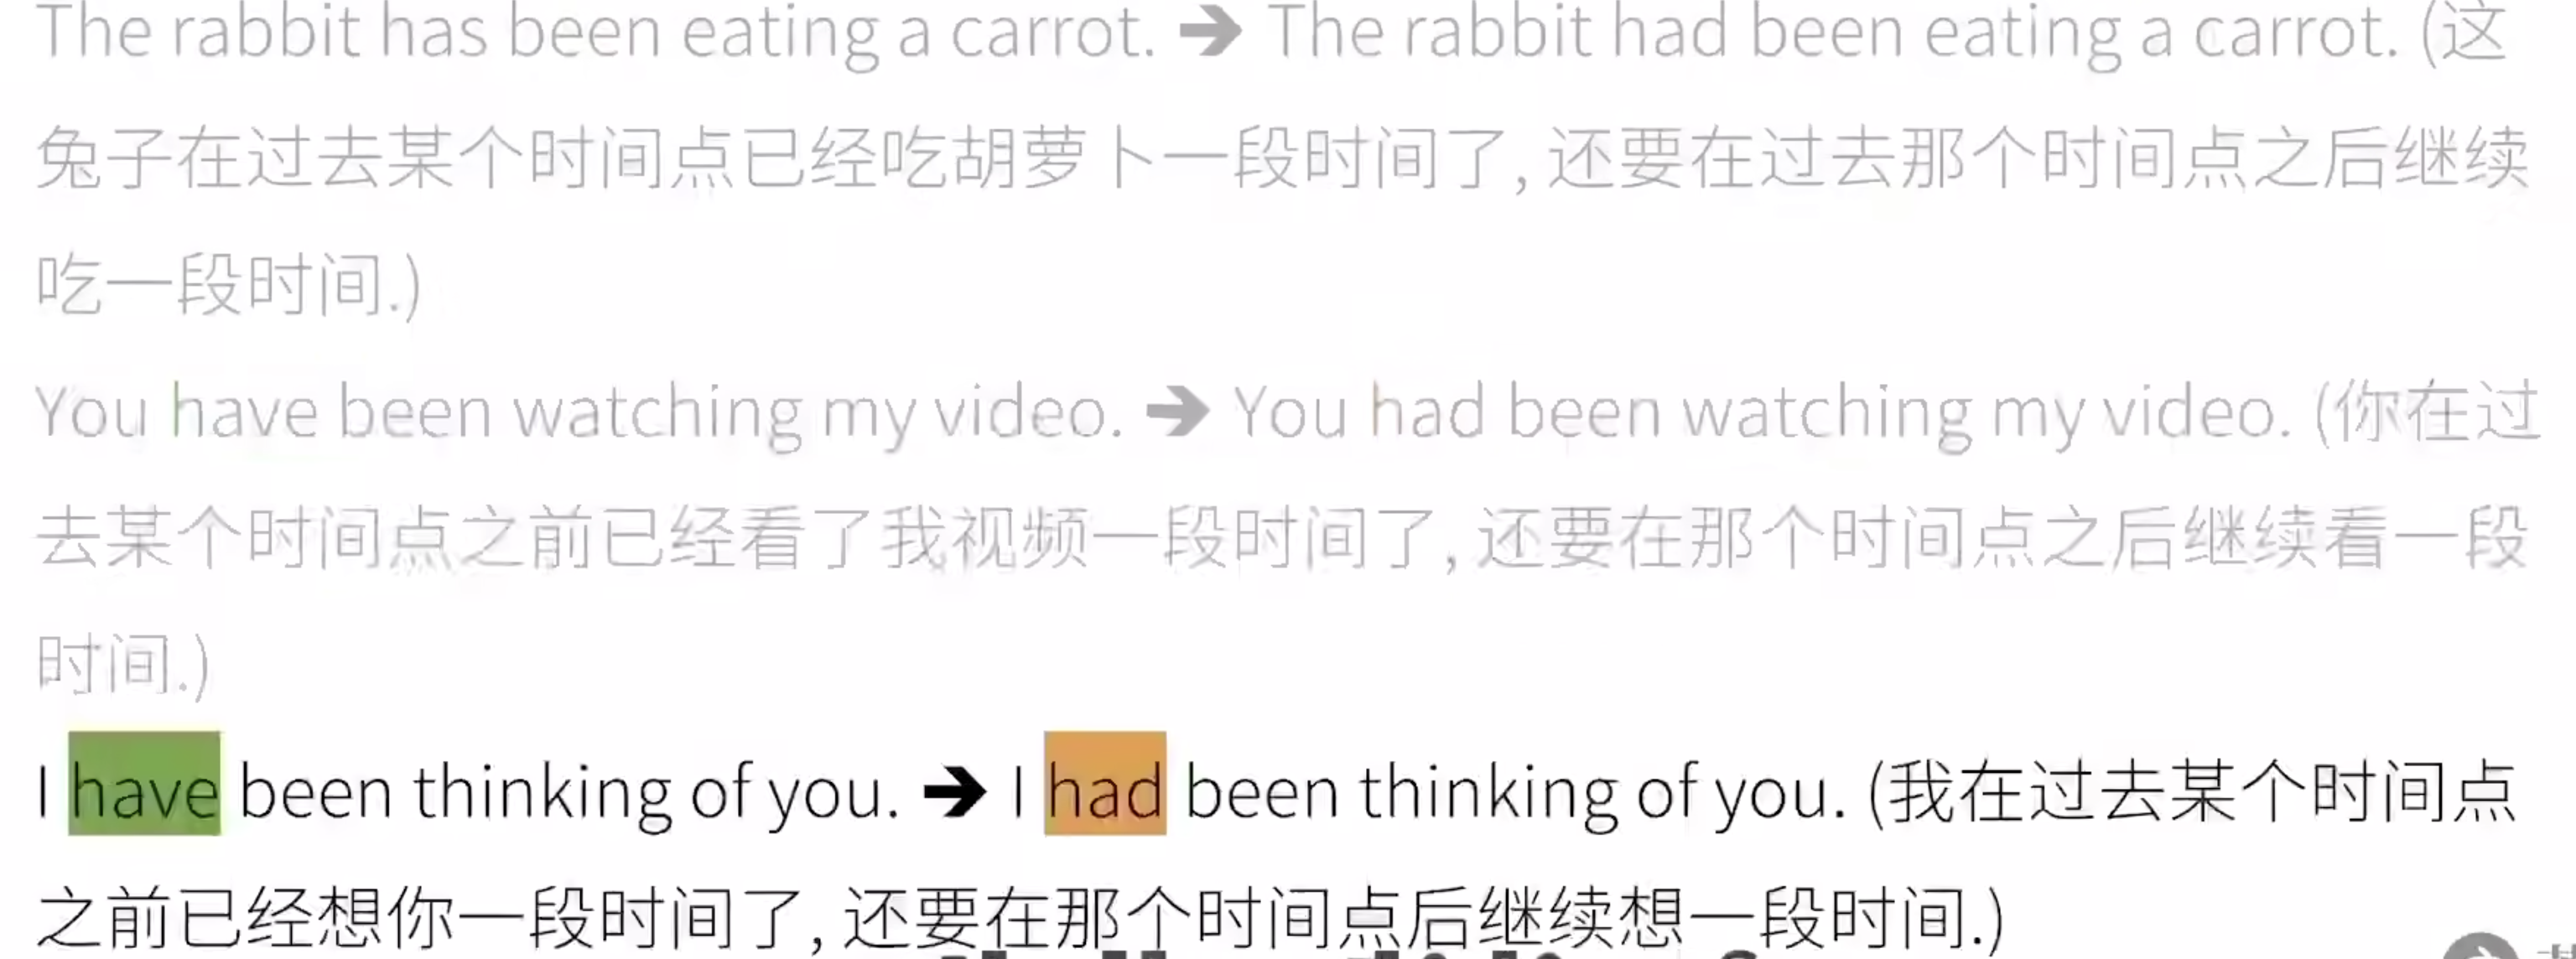 The rabbit has been eating a carrot. ➔ The rabbit had been eating a carrot. (这
兔子在过去某个时间点已经吃胡萝卜一段时间了, 还要在过去那个时间点之后继续
吃一段时间.)
You have been watching my video. ➔ You had been watching my video. (你在过
去某个时间点之前已经看了我视频一段时间了, 还要在那个时间点之后继续看一段
时间.)
I have been thinking of you. ➔ I had been thinking of you. (我在过去某个时间点
之前已经想你一段时间了, 还要在那个时间点后继续想一段时间.)